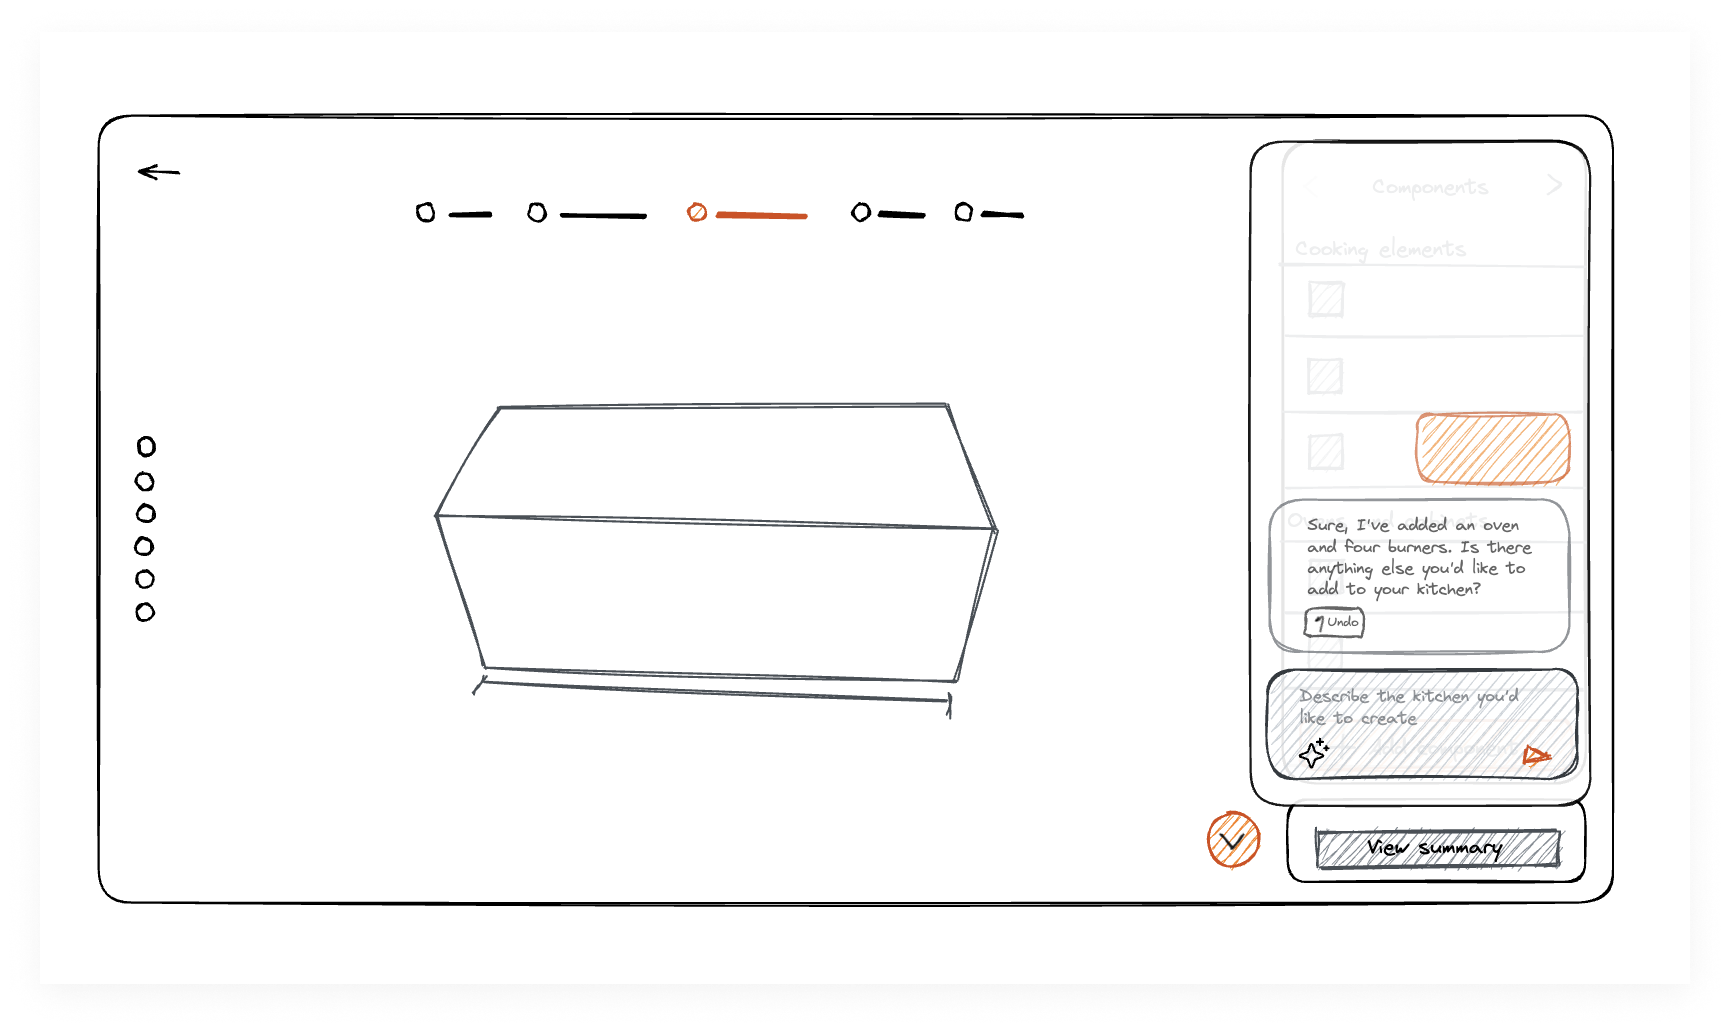 Components
Cooking elements
Sure, I've added an oven
and four burners. Is there
anything else you'd like to
add to your kitchen?
Undo
Describe the kitchen you'd
like to create
View summary